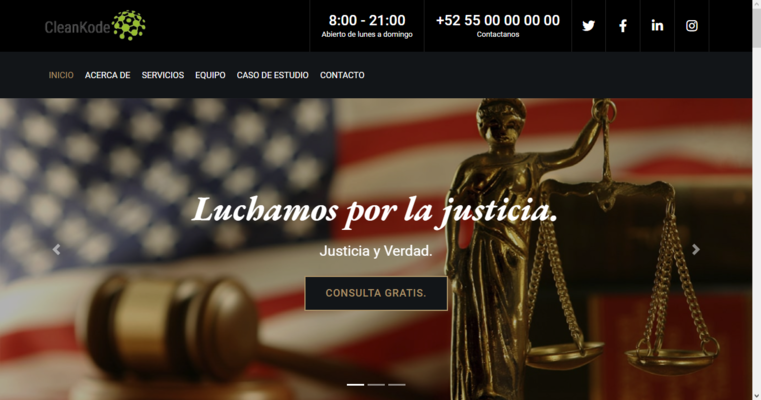 CleanKode
8:00 - 21:00
Abierto de lunes a domingo
+52 55 00 00 00 00
Contactanos
INICIO ACERCA DE SERVICIOS EQUIPO CASO DE ESTUDIO CONTACTO
Luchamos por la justicia.
Justicia y Verdad.
CONSULTA GRATIS.